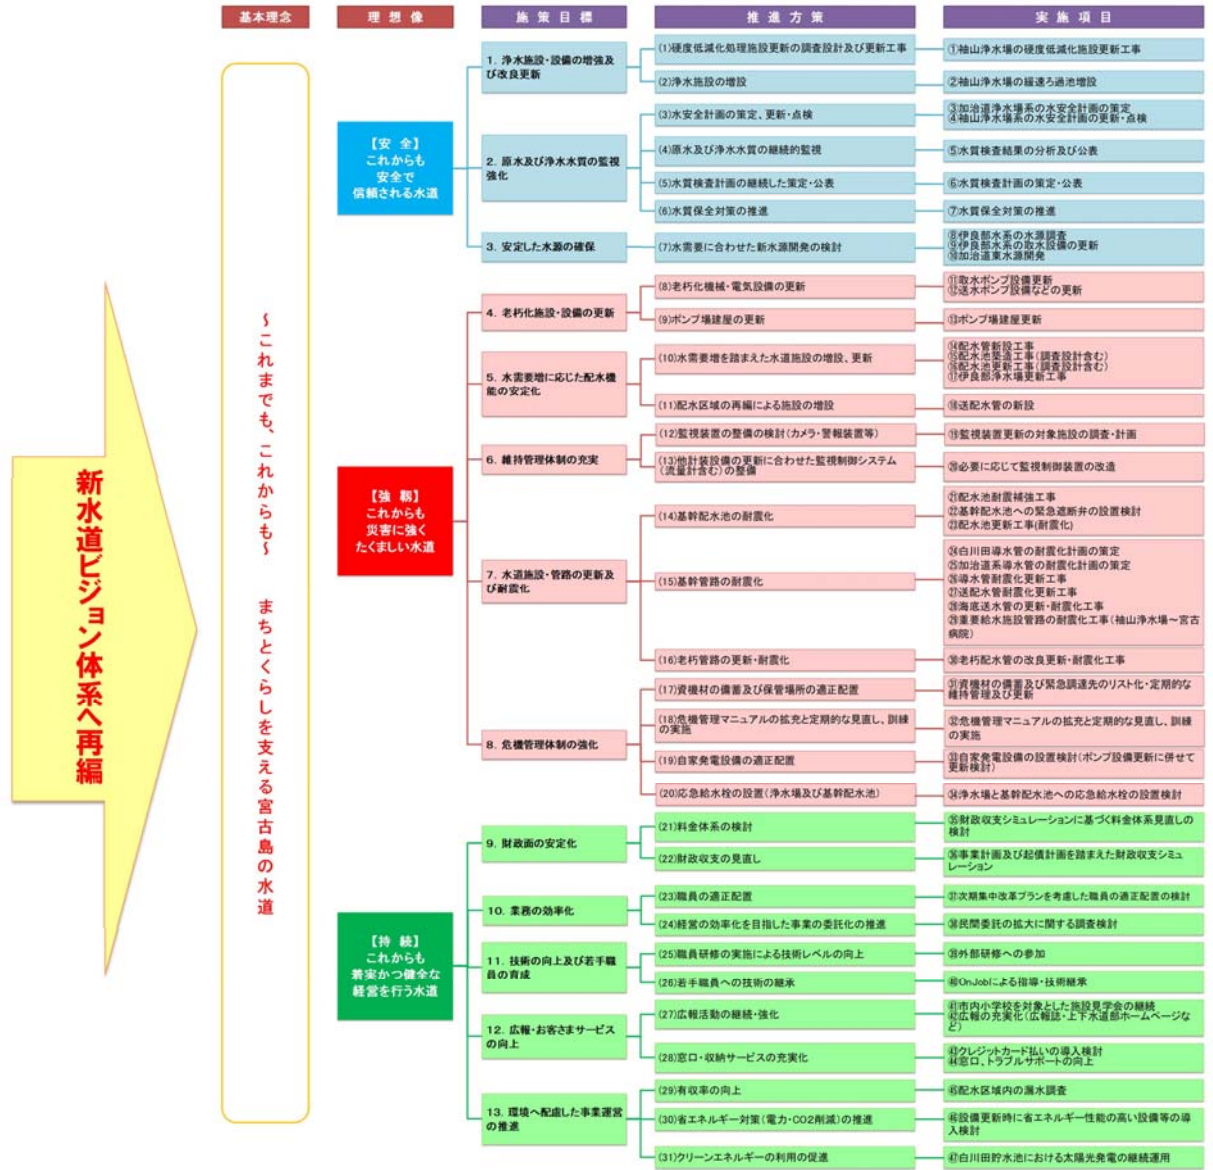 基本理念
理想像
施策目標
推進方策
実施項目
新水道ビジョン体系へ再編
～これまでも、これからも～　まちとくらしを支える宮古島の水道
【安 全】
これからも
安全で
信頼される水道
1. 浄水施設・設備の増強及
び改良更新
(1)硬度低減化処理施設更新の調査設計及び更新工事
①袖山浄水場の硬度低減化施設更新工事
(2)浄水施設の増設
②袖山浄水場の緩速ろ過池増設
2. 原水及び浄水水質の監視
強化
(3)水安全計画の策定、更新・点検
③加治道浄水場系の水安全計画の策定
④袖山浄水場系の水安全計画の更新・点検
(4)原水及び浄水水質の継続的監視
⑤水質検査結果の分析及び公表
(5)水質検査計画の継続した策定・公表
⑥水質検査計画の策定・公表
(6)水質保全対策の推進
⑦水質保全対策の推進
3. 安定した水源の確保
(7)水需要に合わせた新水源開発の検討
⑧伊良部水系の水源調査
⑨伊良部水系の取水設備の更新
⑩加治道東水源開発
【強 靱】
これからも
災害に強く
たくましい水道
4. 老朽化施設・設備の更新
(8)老朽化機械・電気設備の更新
⑪取水ポンプ設備更新
⑫送水ポンプ設備などの更新
(9)ポンプ場建屋の更新
⑬ポンプ場建屋更新
5. 水需要増に応じた配水機
能の安定化
(10)水需要増を踏まえた水道施設の増設、更新
⑭配水管新設工事
⑮配水池築造工事(調査設計含む)
⑯配水池更新工事(調査設計含む)
⑰伊良部浄水場更新工事
(11)配水区域の再編による施設の増設
⑱送配水管の新設
6. 維持管理体制の充実
(12)監視装置の整備の検討(カメラ・警報装置等)
⑲監視装置更新の対象施設の調査・計画
(13)他計装設備の更新に合わせた監視制御システム
(流量計含む)の整備
⑳必要に応じて監視制御装置の改造
7. 水道施設・管路の更新及
び耐震化
(14)基幹配水池の耐震化
㉑配水池耐震補強工事
㉒基幹配水池への緊急遮断弁の設置検討
㉓配水池更新工事(耐震化)
(15)基幹管路の耐震化
㉔白川田導水管の耐震化計画の策定
㉕加治道系導水管の耐震化計画の策定
㉖導水管耐震化更新工事
㉗送配水管耐震化更新工事
㉘海底送水管の更新・耐震化工事
㉙重要給水施設管路の耐震化工事(袖山浄水場～宮古
病院)
(16)老朽管路の更新・耐震化
㉚老朽配水管の改良更新・耐震化工事
8. 危機管理体制の強化
(17)資機材の備蓄及び保管場所の適正配置
㉛資機材の備蓄及び緊急調達先のリスト化・定期的な
維持管理及び更新
(18)危機管理マニュアルの拡充と定期的な見直し、訓練
の実施
㉜危機管理マニュアルの拡充と定期的な見直し、訓練
の実施
(19)自家発電設備の適正配置
㉝自家発電設備の設置検討(ポンプ設備更新に併せて
更新検討)
(20)応急給水栓の設置(浄水場及び基幹配水池)
㉞浄水場と基幹配水池への応急給水栓の設置検討
【持 続】
これからも
着実かつ健全な
経営を行う水道
9. 財政面の安定化
(21)料金体系の検討
㉟財政収支シミュレーションに基づく料金体系見直しの
検討
(22)財政収支の見直し
㊱事業計画及び起債計画を踏まえた財政収支シミュ
レーション
10. 業務の効率化
(23)職員の適正配置
㊲次期集中改革プランを考慮した職員の適正配置の検討
(24)経営の効率化を目指した事業の委託化の推進
㊳民間委託の拡大に関する調査検討
11. 技術の向上及び若手職
員の育成
(25)職員研修の実施による技術レベルの向上
㊴外部研修への参加
(26)若手職員への技術の継承
㊵OnJobによる指導・技術継承
12. 広報・お客さまサービス
の向上
(27)広報活動の継続・強化
㊶市内小学校を対象とした施設見学会の継続
㊷広報の充実化(広報誌・上下水道部ホームページな
ど)
(28)窓口・収納サービスの充実化
㊸クレジットカード払いの導入検討
㊹窓口、トラブルサポートの向上
13. 環境へ配慮した事業運営
の推進
(29)有収率の向上
㊺配水区域内の漏水調査
(30)省エネルギー対策(電力・CO2削減)の推進
㊻設備更新時に省エネルギー性能の高い設備等の導
入検討
(31)クリーンエネルギーの利用の促進
㊼白川田貯水池における太陽光発電の継続運用